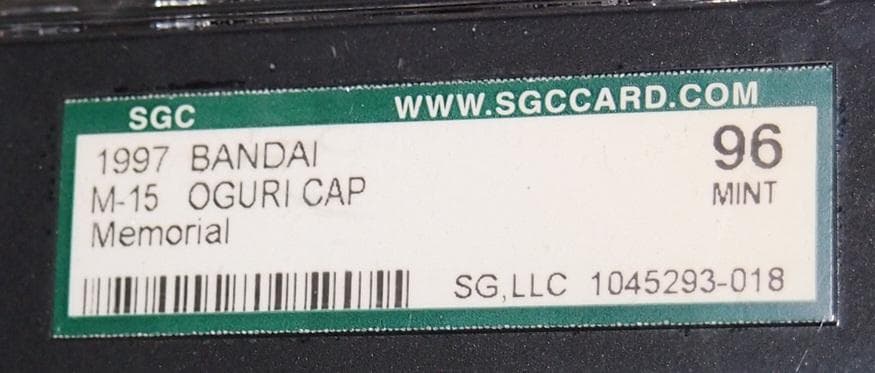 SGC WWW.SGCCARD.COM
1997 BANDAI 96
M-15 OGURI CAP MINT
Memorial
SG,LLC 1045293-018